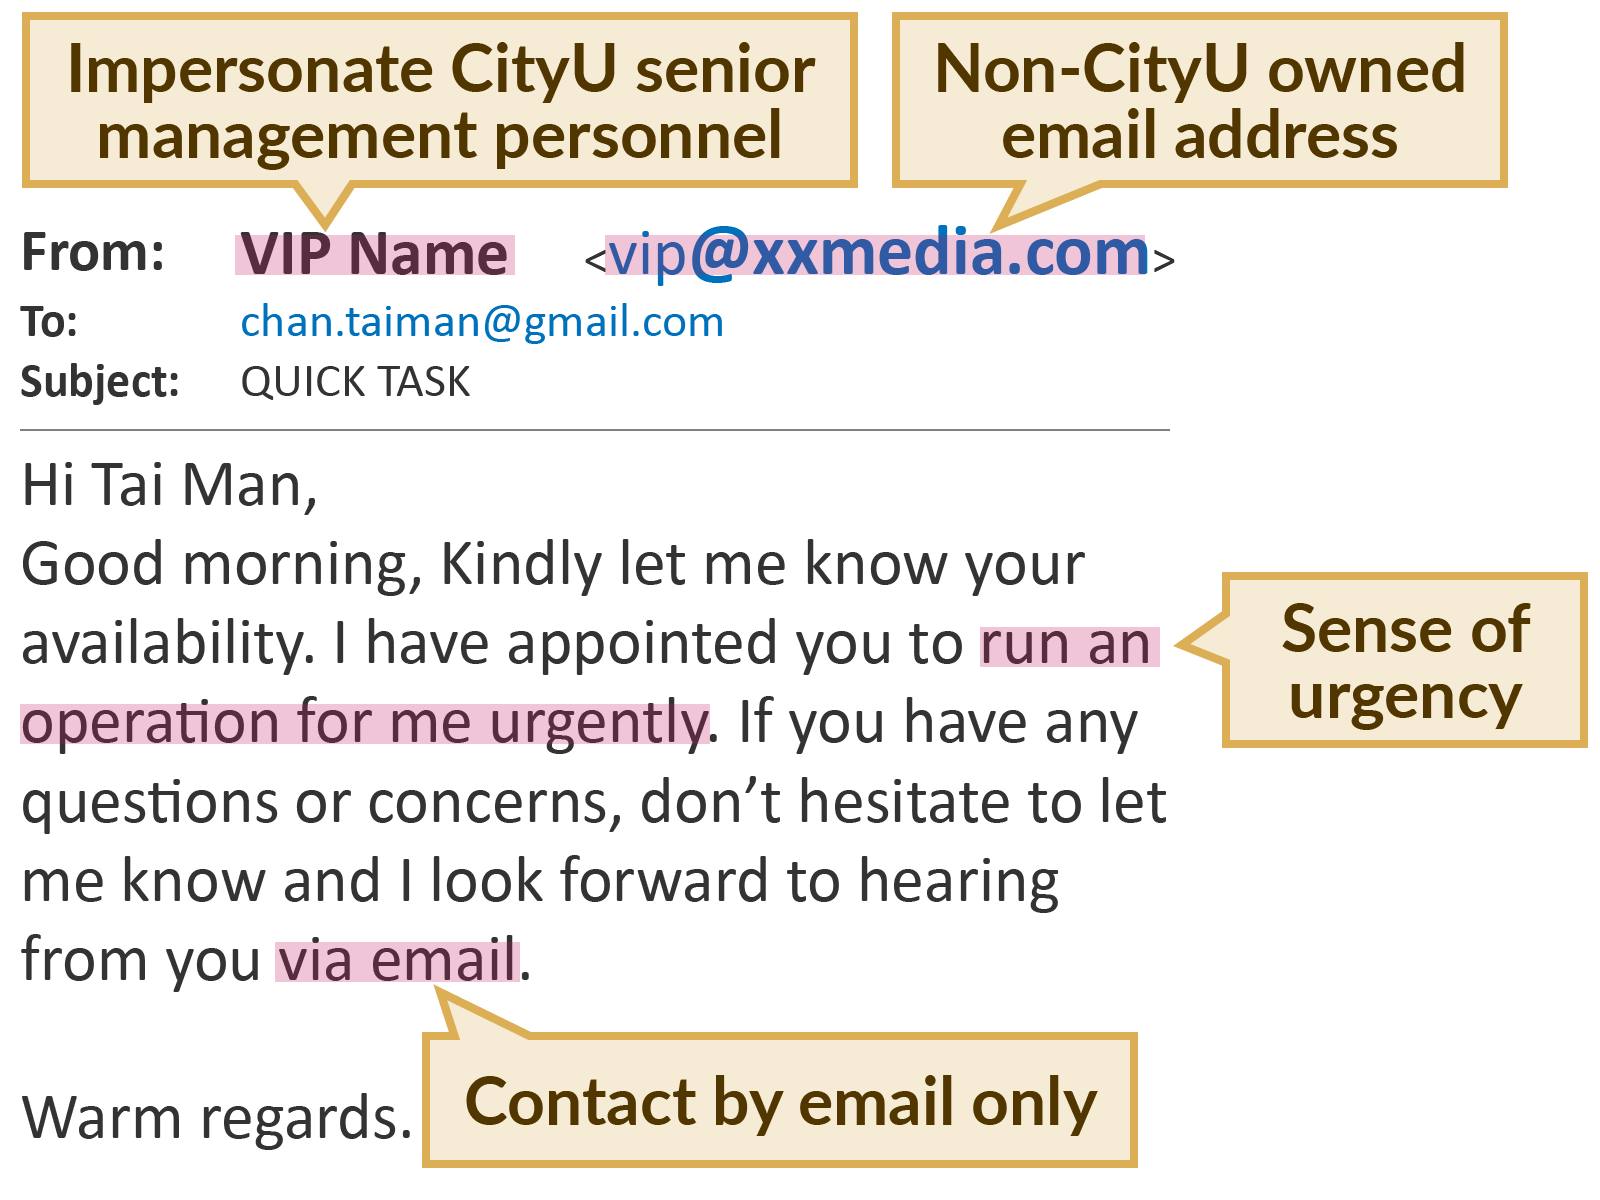 Impersonate CityU senior
management personnel
Non-CityU owned
email address
From: VIP Name <vip@xxmedia.com>
To: chan.taiman@gmail.com
Subject: QUICK TASK
Hi Tai Man,
Good morning, Kindly let me know your
availability. I have appointed you to run an
operation for me urgently. If you have any
questions or concerns, don’t hesitate to let
me know and I look forward to hearing
from you via email.
Sense of
urgency
Contact by email only
Warm regards.